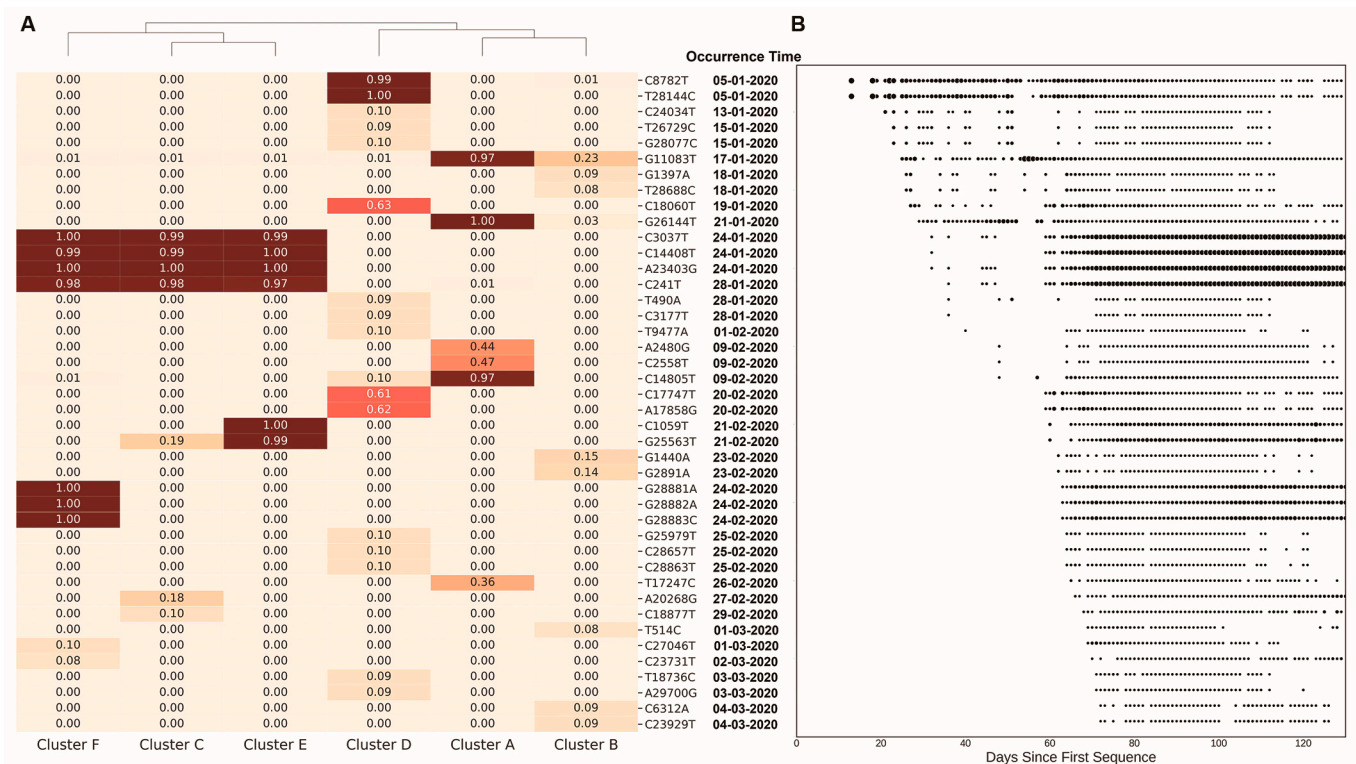 A
B
Occurrence Time
0.00 0.00 0.00 0.99 0.00 0.01 C8782T 05-01-2020
0.00 0.00 0.00 1.00 0.00 0.00 T28144C 05-01-2020
0.00 0.00 0.00 0.10 0.00 0.00 C24034T 13-01-2020
0.00 0.00 0.00 0.09 0.00 0.00 T26729C 15-01-2020
0.00 0.00 0.00 0.10 0.00 0.00 G28077C 15-01-2020
0.01 0.01 0.01 0.01 0.97 0.23 G11083T 17-01-2020
0.00 0.00 0.00 0.00 0.00 0.09 G1397A 18-01-2020
0.00 0.00 0.00 0.00 0.00 0.08 T28688C 18-01-2020
0.00 0.00 0.00 0.63 0.00 0.00 C18060T 19-01-2020
0.00 0.00 0.00 0.00 1.00 0.03 G26144T 21-01-2020
1.00 0.99 0.99 0.00 0.00 0.00 C3037T 24-01-2020
0.99 0.99 1.00 0.00 0.00 0.00 C14408T 24-01-2020
1.00 1.00 1.00 0.00 0.00 0.00 A23403G 24-01-2020
0.98 0.98 0.97 0.00 0.01 0.00 C241T 28-01-2020
0.00 0.00 0.00 0.09 0.00 0.00 T490A 28-01-2020
0.00 0.00 0.00 0.09 0.00 0.00 C3177T 28-01-2020
0.00 0.00 0.00 0.10 0.00 0.00 T9477A 01-02-2020
0.00 0.00 0.00 0.00 0.44 0.00 A2480G 09-02-2020
0.00 0.00 0.00 0.00 0.47 0.00 C2558T 09-02-2020
0.01 0.00 0.00 0.10 0.97 0.00 C14805T 09-02-2020
0.00 0.00 0.00 0.61 0.00 0.00 C17747T 20-02-2020
0.00 0.00 0.00 0.62 0.00 0.00 A17858G 20-02-2020
0.00 0.00 1.00 0.00 0.00 0.00 C1059T 21-02-2020
0.00 0.19 0.99 0.00 0.00 0.00 G25563T 21-02-2020
0.00 0.00 0.00 0.00 0.00 0.15 G1440A 23-02-2020
0.00 0.00 0.00 0.00 0.00 0.14 G2891A 23-02-2020
1.00 0.00 0.00 0.00 0.00 0.00 G28881A 24-02-2020
1.00 0.00 0.00 0.00 0.00 0.00 G28882A 24-02-2020
1.00 0.00 0.00 0.00 0.00 0.00 G28883C 24-02-2020
0.00 0.00 0.00 0.10 0.00 0.00 G25979T 25-02-2020
0.00 0.00 0.00 0.10 0.00 0.00 C28657T 25-02-2020
0.00 0.00 0.00 0.10 0.00 0.00 C28863T 25-02-2020
0.00 0.00 0.00 0.00 0.36 0.00 T17247C 26-02-2020
0.00 0.18 0.00 0.00 0.00 0.00 A20268G 27-02-2020
0.00 0.10 0.00 0.00 0.00 0.00 C18877T 29-02-2020
0.00 0.00 0.00 0.00 0.00 0.08 T514C 01-03-2020
0.10 0.00 0.00 0.00 0.00 0.00 C27046T 01-03-2020
0.08 0.00 0.00 0.00 0.00 0.00 C23731T 02-03-2020
0.00 0.00 0.00 0.09 0.00 0.00 T18736C 03-03-2020
0.00 0.00 0.00 0.09 0.00 0.00 A29700G 03-03-2020
0.00 0.00 0.00 0.00 0.00 0.09 C6312A 04-03-2020
0.00 0.00 0.00 0.00 0.00 0.09 C23929T 04-03-2020
Cluster F Cluster C Cluster E Cluster D Cluster A Cluster B
0 20 40 60 80 100 120
Days Since First Sequence